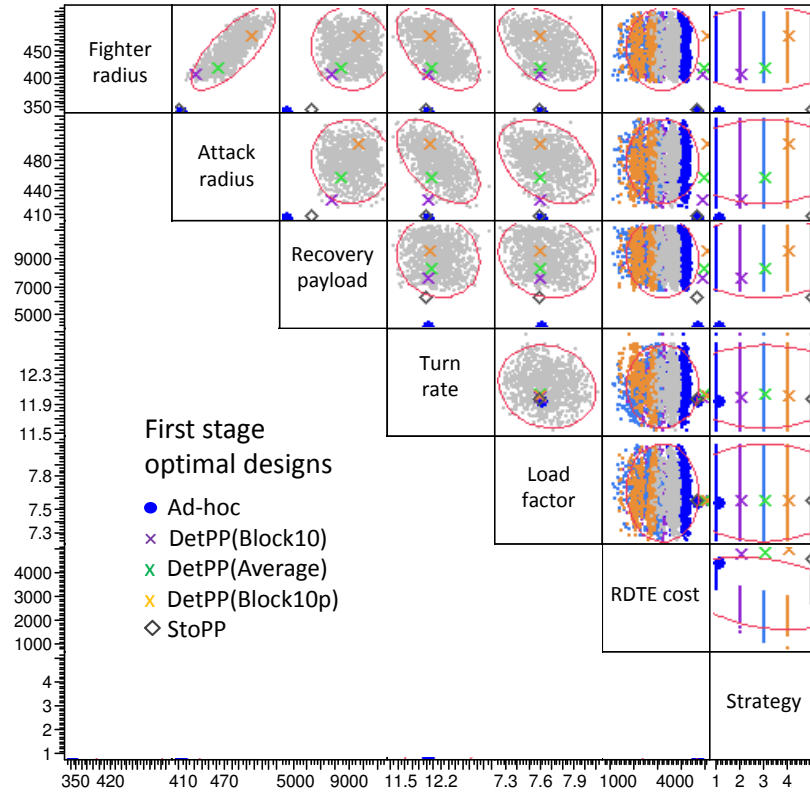 Fighter
radius
450
400
350
Attack
radius
480
440
410
Recovery
payload
9000
7000
5000
Turn
rate
12.3
11.9
11.5
First stage
optimal designs
Ad-hoc
DetPP(Block10)
DetPP(Average)
DetPP(Block10p)
StoPP
Load
factor
7.8
7.5
7.3
RDTE cost
4000
3000
2000
1000
Strategy
4
3
2
1
350 420 410 470 5000 9000 11.5 12.2 7.3 7.6 7.9 1000 4000 1 2 3 4